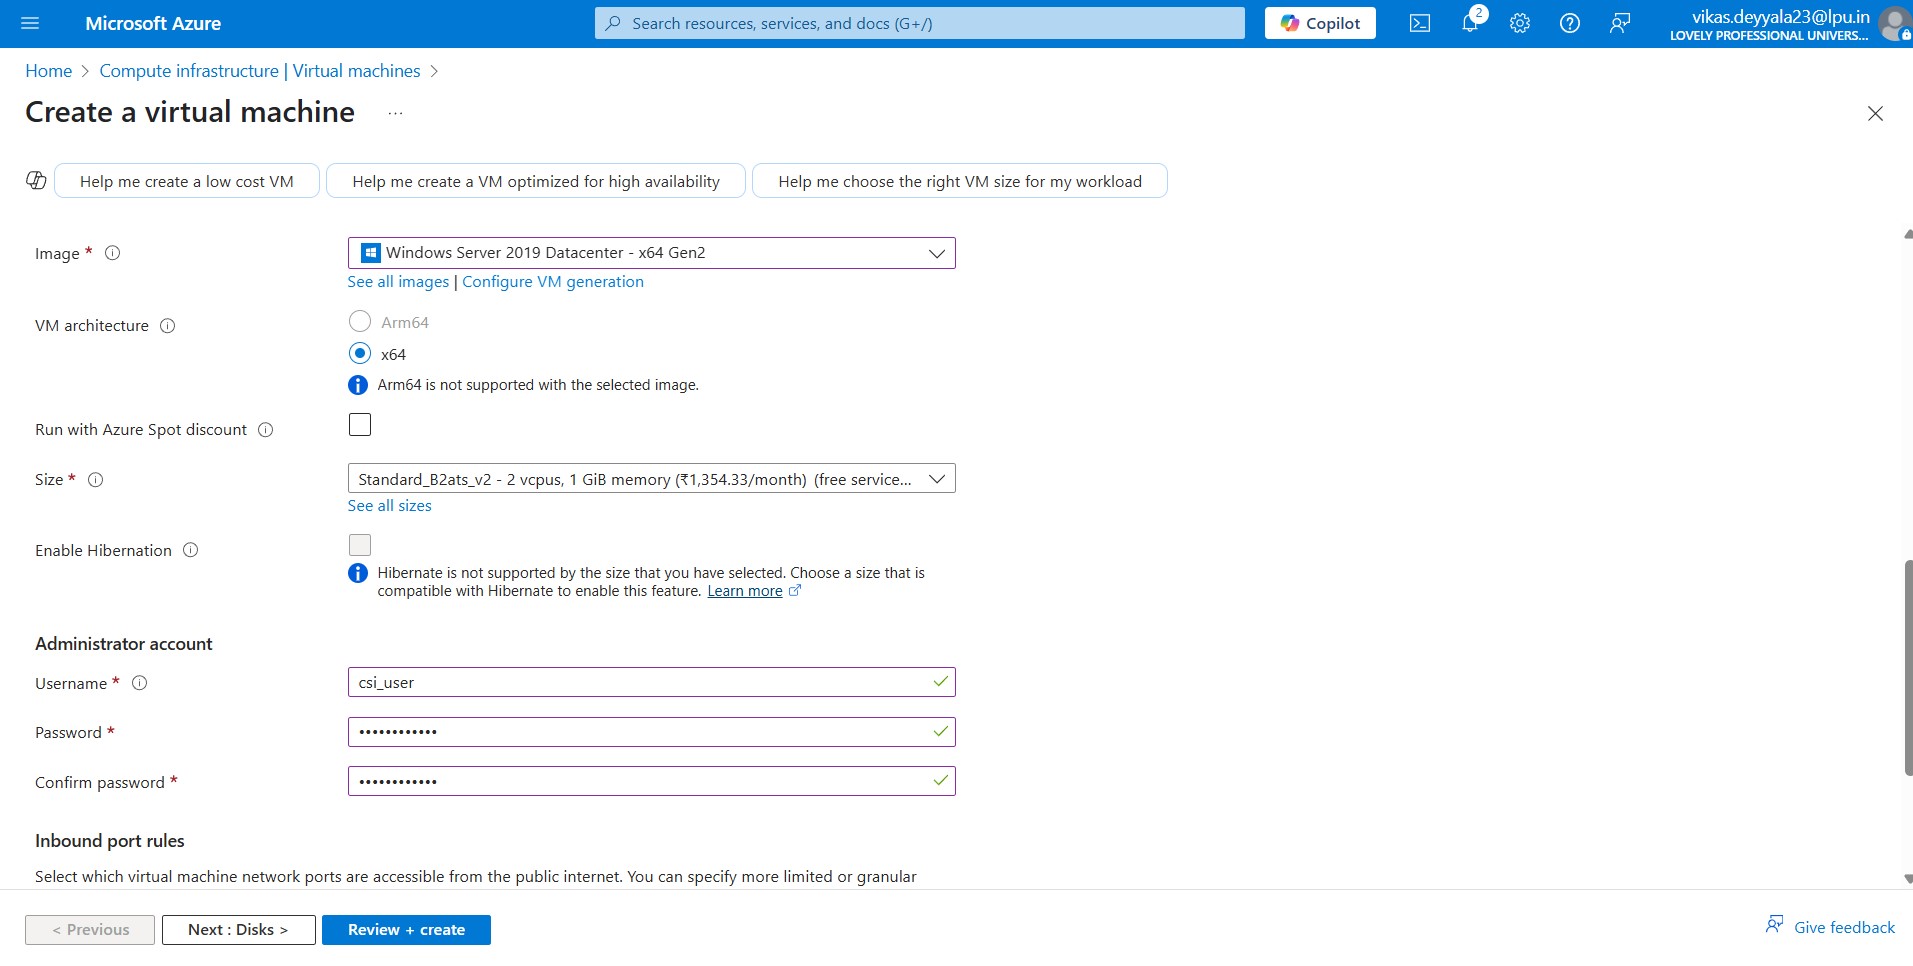 Microsoft Azure
Search resources, services, and docs (G+/)
Copilot
2
vikas.deyyala23@lpu.in
LOVELY PROFESSIONAL UNIVERS...
Home > Compute infrastructure | Virtual machines >
Create a virtual machine ...
Help me create a low cost VM
Help me create a VM optimized for high availability
Help me choose the right VM size for my workload
Image *
Windows Server 2019 Datacenter - x64 Gen2
See all images | Configure VM generation
VM architecture
Arm64
x64
Arm64 is not supported with the selected image.
Run with Azure Spot discount
Size *
Standard_B2ats_v2 - 2 vcpus, 1 GiB memory (₹1,354.33/month) (free service...
See all sizes
Enable Hibernation
Hibernate is not supported by the size that you have selected. Choose a size that is
compatible with Hibernate to enable this feature. Learn more
Administrator account
Username *
csi_user
Password *
••••••••••••
Confirm password *
••••••••••••
Inbound port rules
Select which virtual machine network ports are accessible from the public internet. You can specify more limited or granular
< Previous
Next : Disks >
Review + create
Give feedback